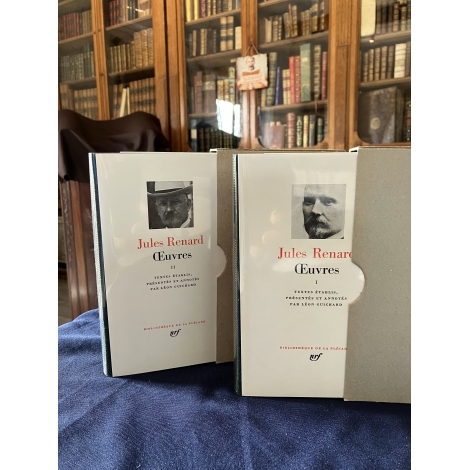 Jules Renard
Œuvres
II
TEXTES ÉTABLIS,
PRÉSENTÉS ET ANNOTÉS
PAR LÉON GUICHARD
BIBLIOTHÈQUE DE LA PLÉIADE
nrf
Jules Renard
Œuvres
I
TEXTES ÉTABLIS,
PRÉSENTÉS ET ANNOTÉS
PAR LÉON GUICHARD
BIBLIOTHÈQUE DE LA PLÉIADE
nrf